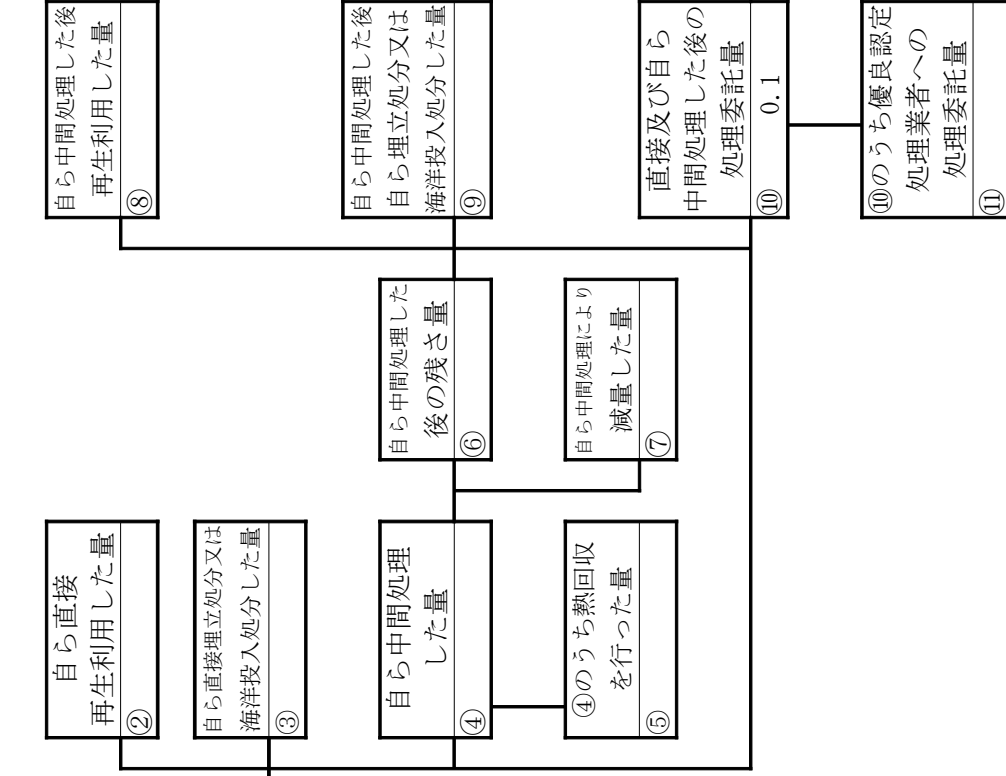 自ら直接
再生利用した量
②
自ら直接埋立処分又は
海洋投入処分した量
③
自ら中間処理
した量
④
④のうち熱回収
を行った量
⑤
自ら中間処理した
後の残さ量
⑥
自ら中間処理により
減量した量
⑦
自ら中間処理した後
再生利用した量
⑧
自ら中間処理した後
自ら埋立処分又は
海洋投入処分した量
⑨
直接及び自ら
中間処理した後の
処理委託量
⑩ 0.1
⑩のうち優良認定
処理業者への
処理委託量
⑪